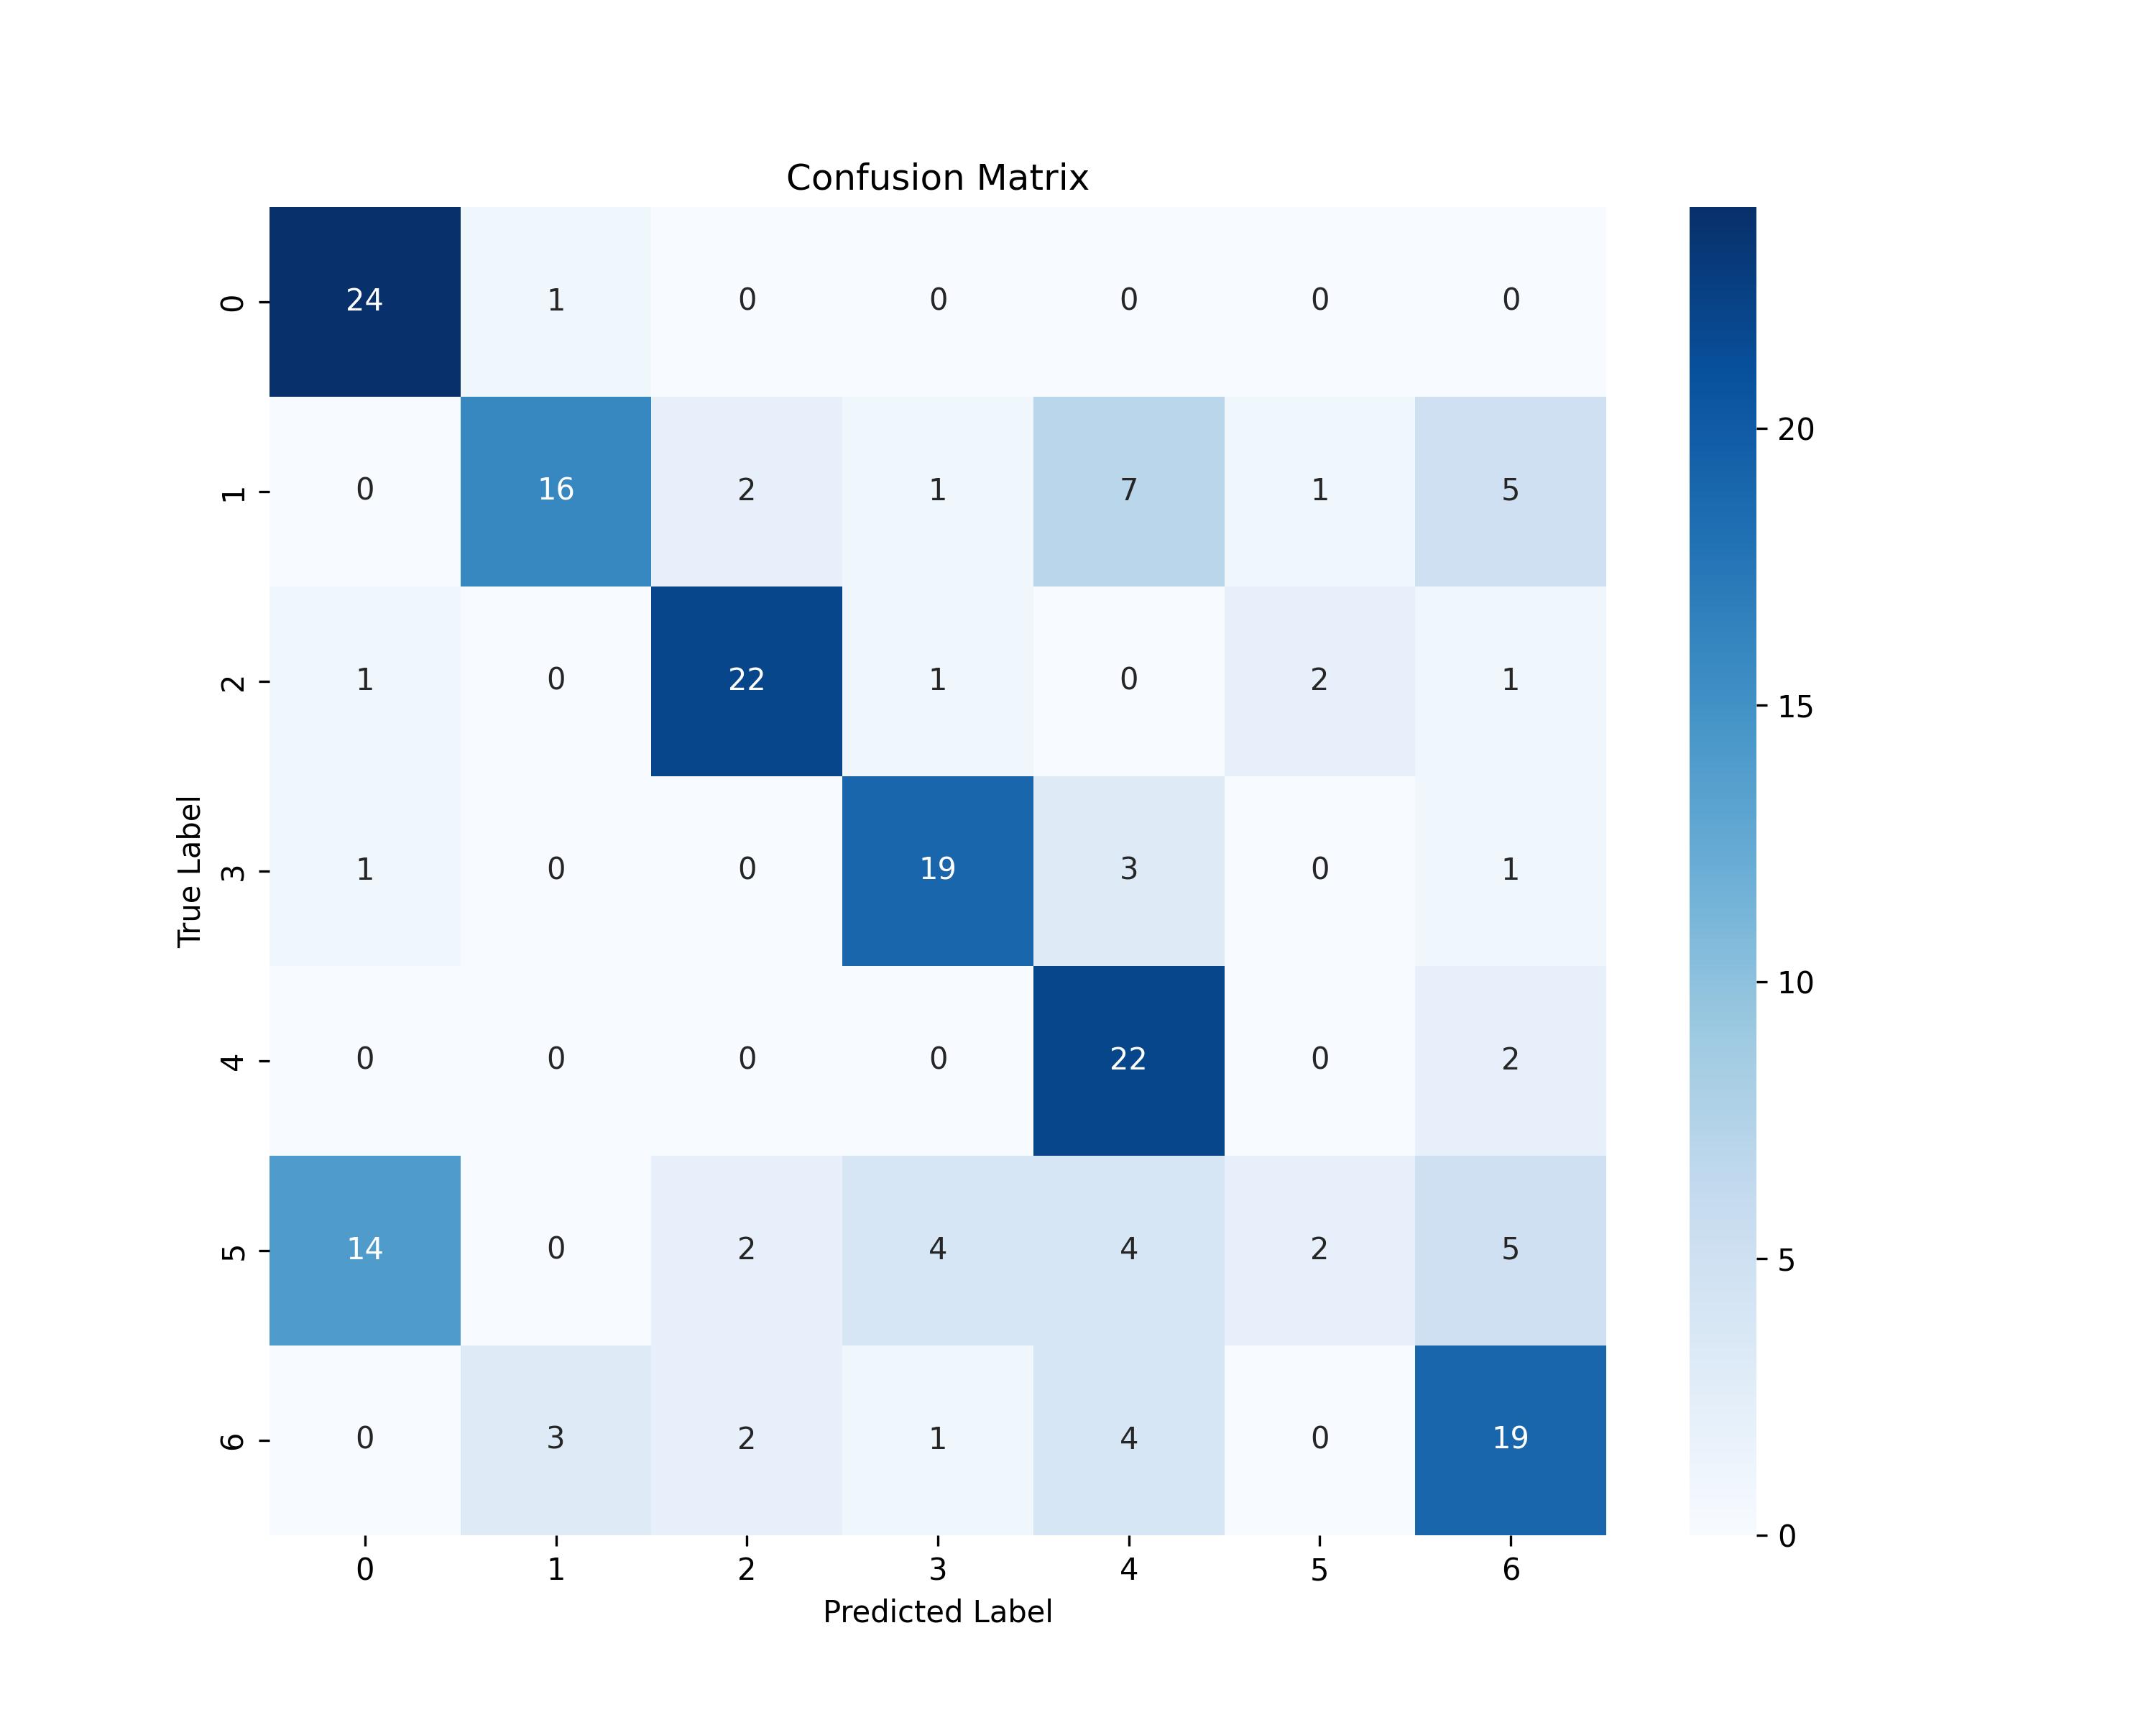 Confusion Matrix
0 24 1 0 0 0 0 0
1 0 16 2 1 7 1 5
2 1 0 22 1 0 2 1
3 1 0 0 19 3 0 1
4 0 0 0 0 22 0 2
5 14 0 2 4 4 2 5
6 0 3 2 1 4 0 19
0 1 2 3 4 5 6
Predicted Label
True Label
20
15
10
5
0